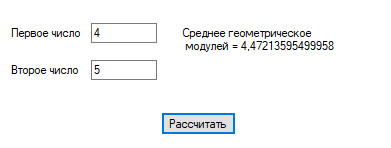 Первое число 4 Среднее геометрическое
модулей = 4,47213595499958
Второе число 5
Рассчитать